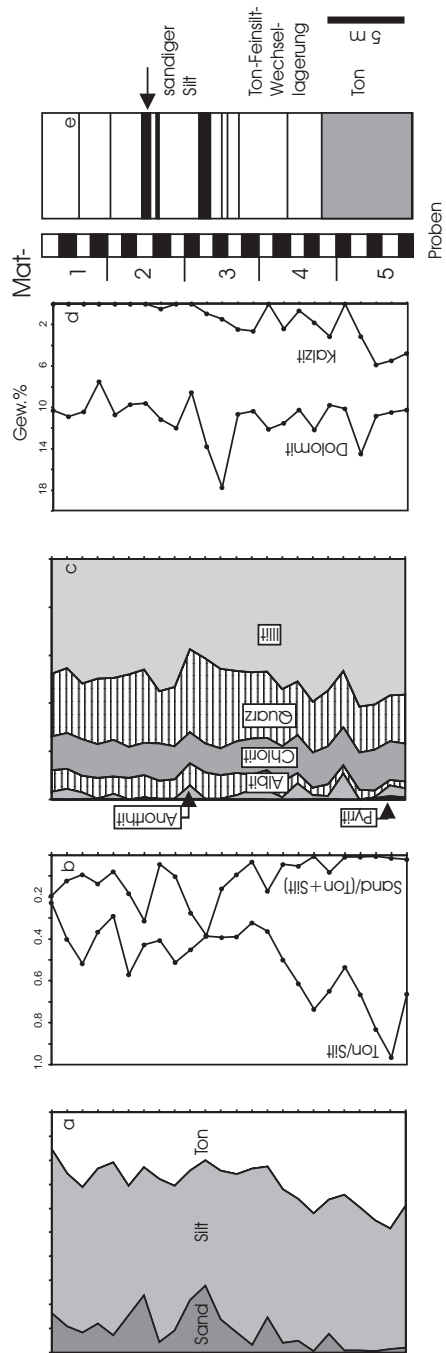 a
Ton
Silt
Sand
0.2
0.4
0.6
0.8
1.0
b
Sand/(Ton+Silt)
Ton/Silt
c
Illit
Quarz
Chlorit
Albit
Anorthit
Pyrit
Gew.%
2
6
10
14
18
d
Kalzit
Dolomit
Mat-
1
2
3
4
5
Proben
e
sandiger
Silt
Ton-Feinsilt-
Wechsel-
lagerung
Ton
5 m